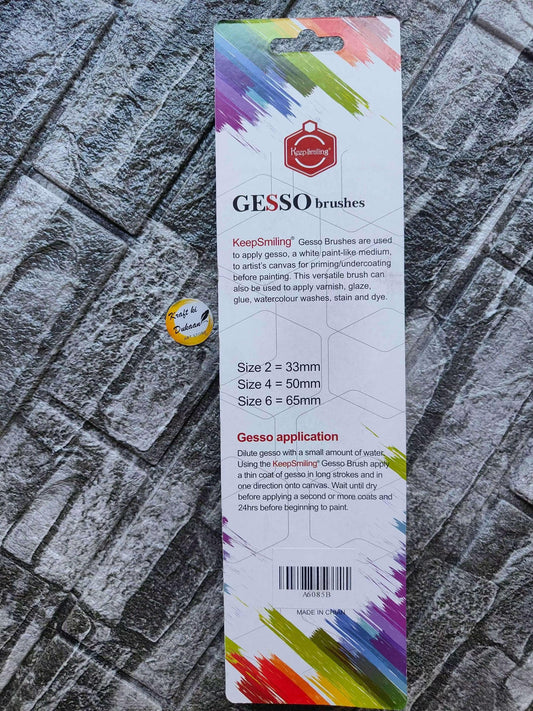 KeepSmiling®
GESSO brushes
KeepSmiling® Gesso Brushes are used
to apply gesso, a white paint-like medium,
to artist's canvas for priming/undercoating
before painting. This versatile brush can
also be used to apply varnish, glaze,
glue, watercolour washes, stain and dye.
Kraft ki
Dukaan
Size 2 = 33mm
Size 4 = 50mm
Size 6 = 65mm
Gesso application
Dilute gesso with a small amount of water.
Using the KeepSmiling® Gesso Brush apply
a thin coat of gesso in long strokes and in
one direction onto canvas. Wait until dry
before applying a second or more coats and
24hrs before beginning to paint.
A6085B
MADE IN CHIAN